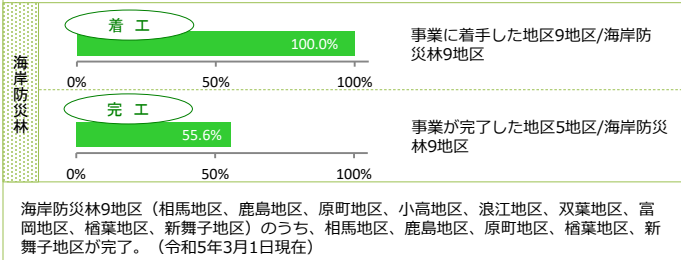 海岸防災林
着 工
100.0%
0%
50%
100%
事業に着手した地区9地区/海岸防
災林9地区
完 工
55.6%
0%
50%
100%
事業が完了した地区5地区/海岸防災
林9地区
海岸防災林9地区（相馬地区、鹿島地区、原町地区、小高地区、浪江地区、双葉地区、富
岡地区、楢葉地区、新舞子地区）のうち、相馬地区、鹿島地区、原町地区、楢葉地区、新
舞子地区が完了。（令和5年3月1日現在）